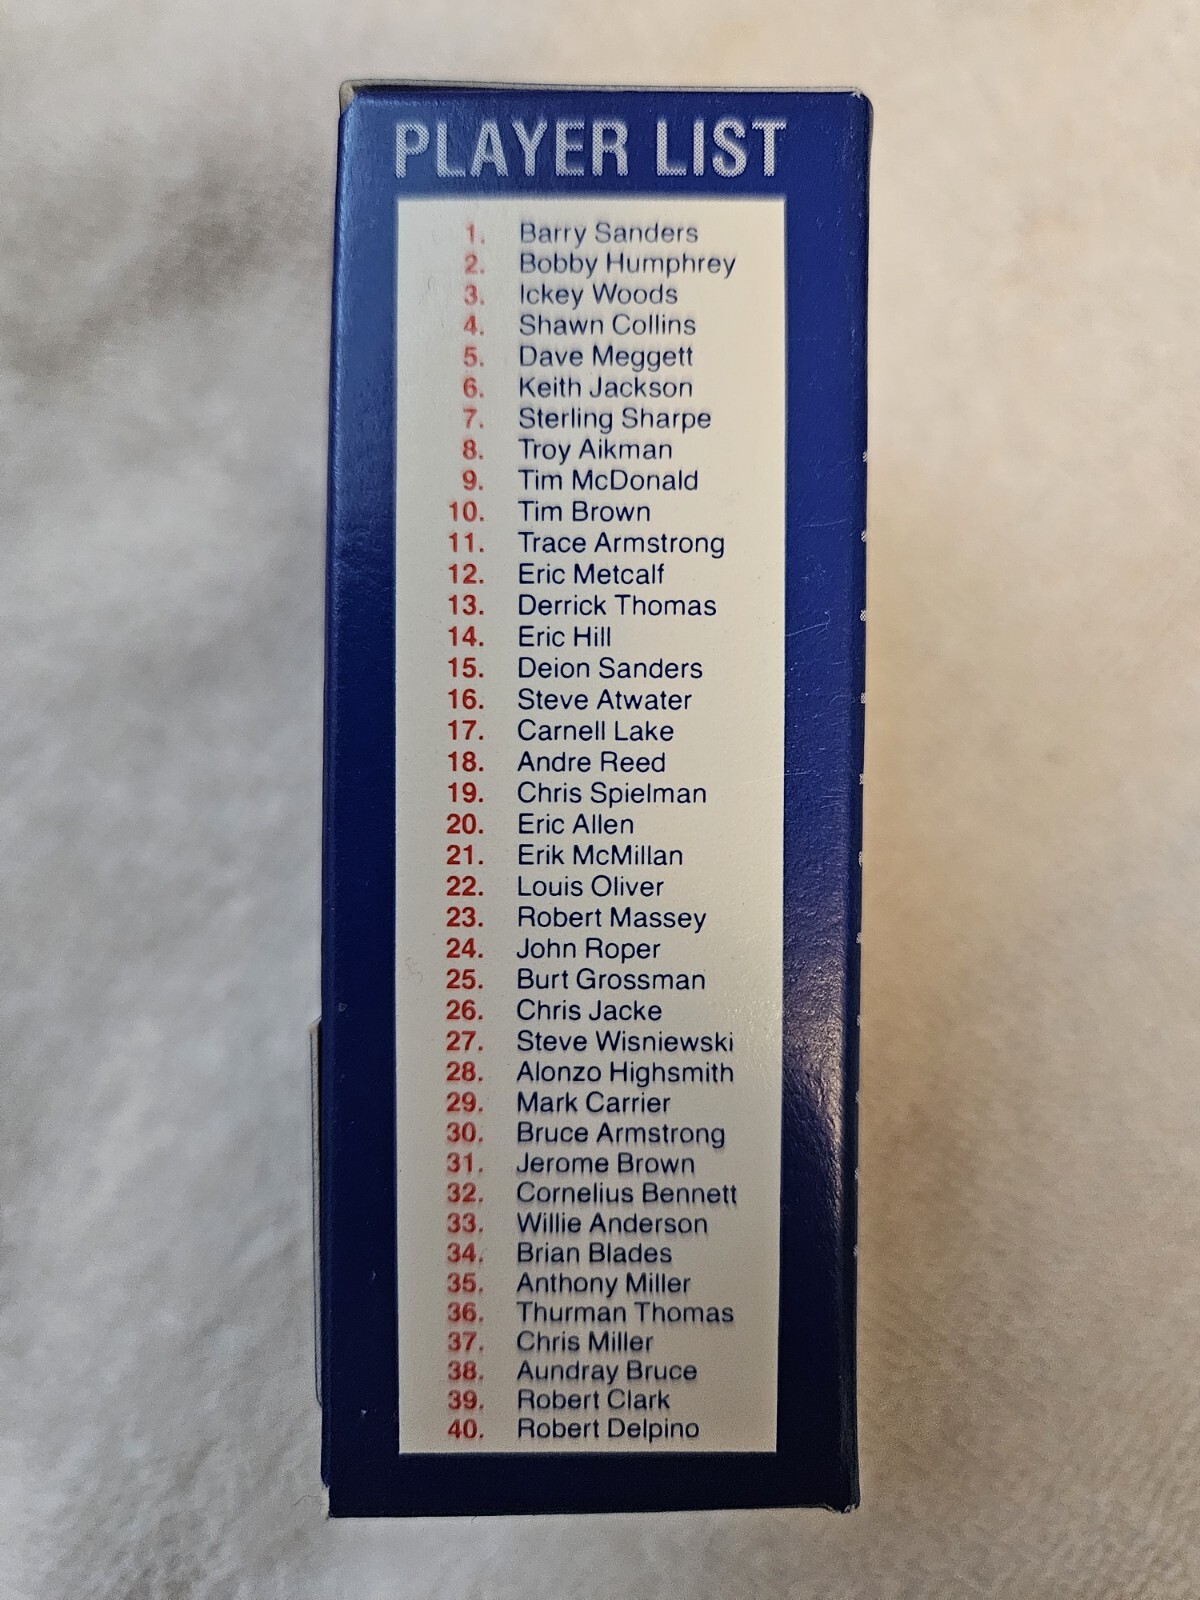 PLAYER LIST
1. Barry Sanders
2. Bobby Humphrey
3. Ickey Woods
4. Shawn Collins
5. Dave Meggett
6. Keith Jackson
7. Sterling Sharpe
8. Troy Aikman
9. Tim McDonald
10. Tim Brown
11. Trace Armstrong
12. Eric Metcalf
13. Derrick Thomas
14. Eric Hill
15. Deion Sanders
16. Steve Atwater
17. Carnell Lake
18. Andre Reed
19. Chris Spielman
20. Eric Allen
21. Erik McMillan
22. Louis Oliver
23. Robert Massey
24. John Roper
25. Burt Grossman
26. Chris Jacke
27. Steve Wisniewski
28. Alonzo Highsmith
29. Mark Carrier
30. Bruce Armstrong
31. Jerome Brown
32. Cornelius Bennett
33. Willie Anderson
34. Brian Blades
35. Anthony Miller
36. Thurman Thomas
37. Chris Miller
38. Aundray Bruce
39. Robert Clark
40. Robert Delpino